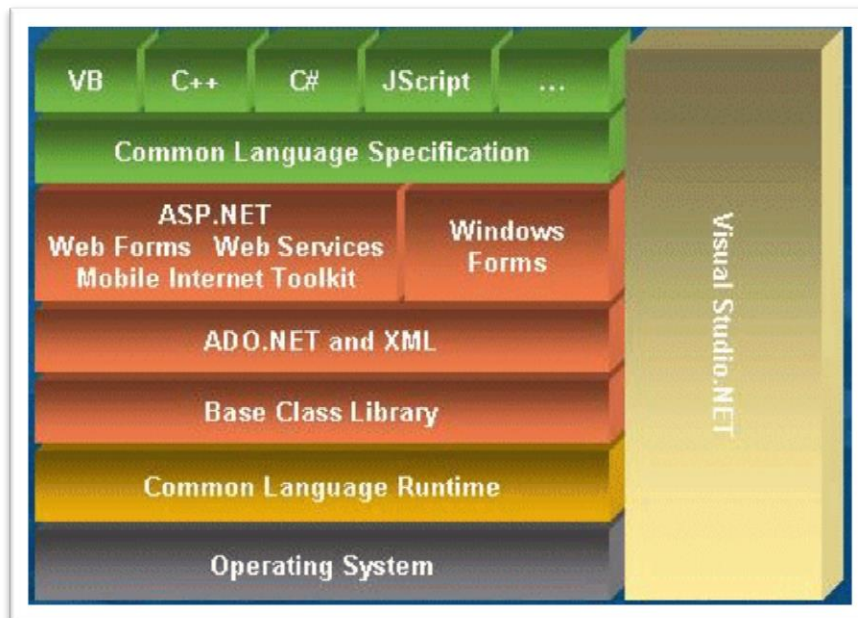 VB C++ C# JScript ...
Common Language Specification
ASP.NET
Web Forms Web Services
Mobile Internet Toolkit
Windows
Forms
ADO.NET and XML
Base Class Library
Common Language Runtime
Operating System
Visual Studio.NET